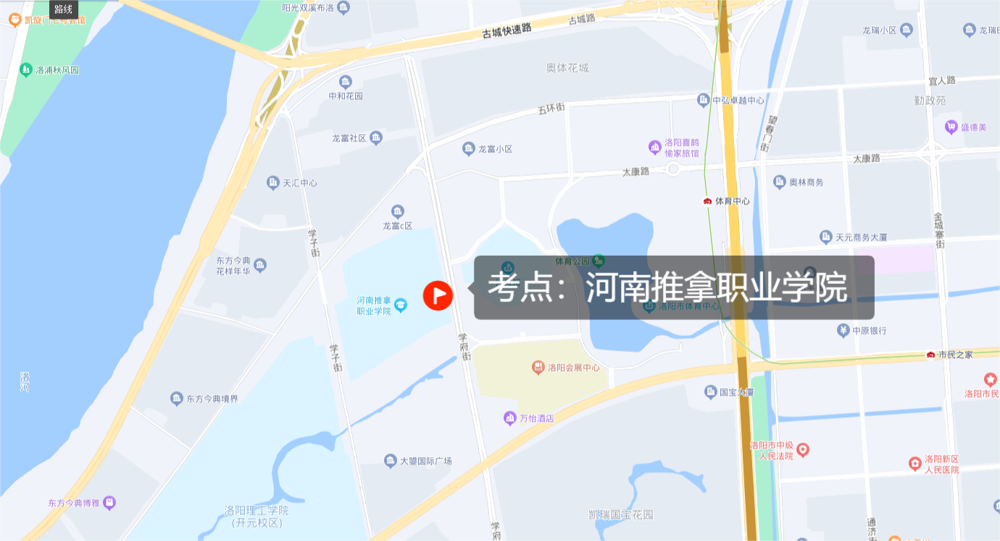 路线
阳光双溪布洛
凯旋门七号会馆
古城快速路
古城路
龙瑞小区
洛浦秋风园
奥体花城
宜人路
中和花园
五环街
中弘卓越中心
勤政苑
望春门街
盛德美
龙富社区
龙富小区
洛阳喜鹊
愉家旅馆
太康路
太康路
天汇中心
奥林商务
体育中心
龙富c区
学子街
天元商务大厦
金城寨街
东方今典
花样年华
体育公园
考点：河南推拿职业学院
河南推拿
职业学院
洛阳市体育中心
中原银行
学府街
学子街
市民之家
洛阳会展中心
洛河
国宝大厦
洛阳市民
东方今典境界
万怡酒店
洛阳市中级
人民法院
大曌国际广场
洛阳新区
人民医院
东方今典博雅
洛阳理工学院
(开元校区)
凯瑞国宝花园
学府
通济街